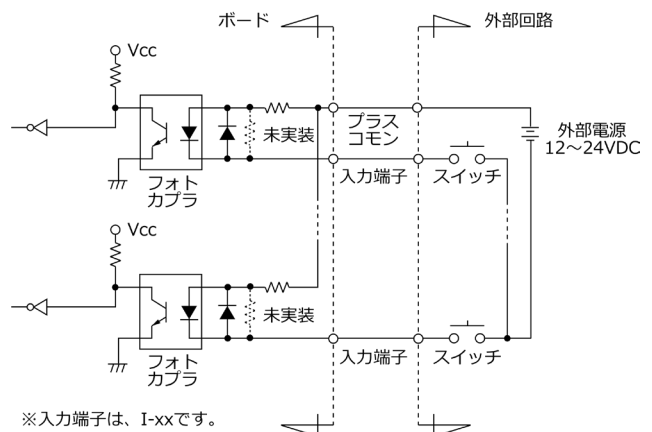 ボード
外部回路
Vcc
未実装
プラス
コモン
外部電源
12～24VDC
フォト
カプラ
入力端子
スイッチ
Vcc
未実装
フォト
カプラ
入力端子
スイッチ
※入力端子は、I-xxです。